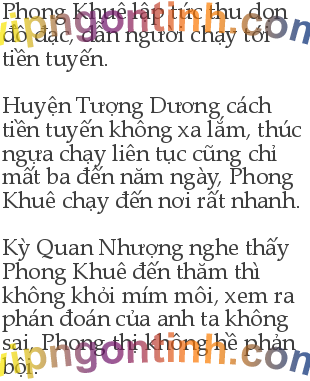 Phong Khuê lập tức thu dọn
đồ đạc, dẫn người chạy tới
tiền tuyến.
Huyện Tượng Dương cách
tiền tuyến không xa lắm, thúc
ngựa chạy liên tục cũng chỉ
mất ba đến năm ngày, Phong
Khuê chạy đến nơi rất nhanh.
Kỳ Quan Nhượng nghe thấy
Phong Khuê đến thăm thì
không khỏi mím môi, xem ra
phán đoán của anh ta không
sai, Phong thị không hề phản
bội.
vipngontinh.com
vipngontinh.com